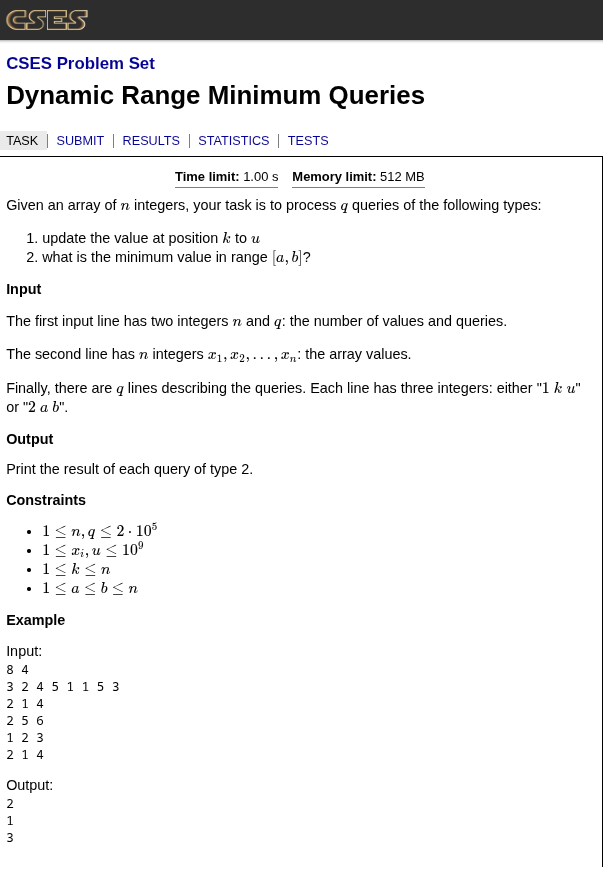 CSES
CSES Problem Set
Dynamic Range Minimum Queries
TASK | SUBMIT | RESULTS | STATISTICS | TESTS
Time limit: 1.00 s Memory limit: 512 MB
Given an array of n integers, your task is to process q queries of the following types:
1. update the value at position k to u
2. what is the minimum value in range [a, b]?
Input
The first input line has two integers n and q: the number of values and queries.
The second line has n integers x₁, x₂, . . . , xₙ: the array values.
Finally, there are q lines describing the queries. Each line has three integers: either "1 k u"
or "2 a b".
Output
Print the result of each query of type 2.
Constraints
• 1 ≤ n, q ≤ 2 · 10⁵
• 1 ≤ xᵢ, u ≤ 10⁹
• 1 ≤ k ≤ n
• 1 ≤ a ≤ b ≤ n
Example
Input:
8 4
3 2 4 5 1 1 5 3
2 1 4
2 5 6
1 2 3
2 1 4
Output:
2
1
3